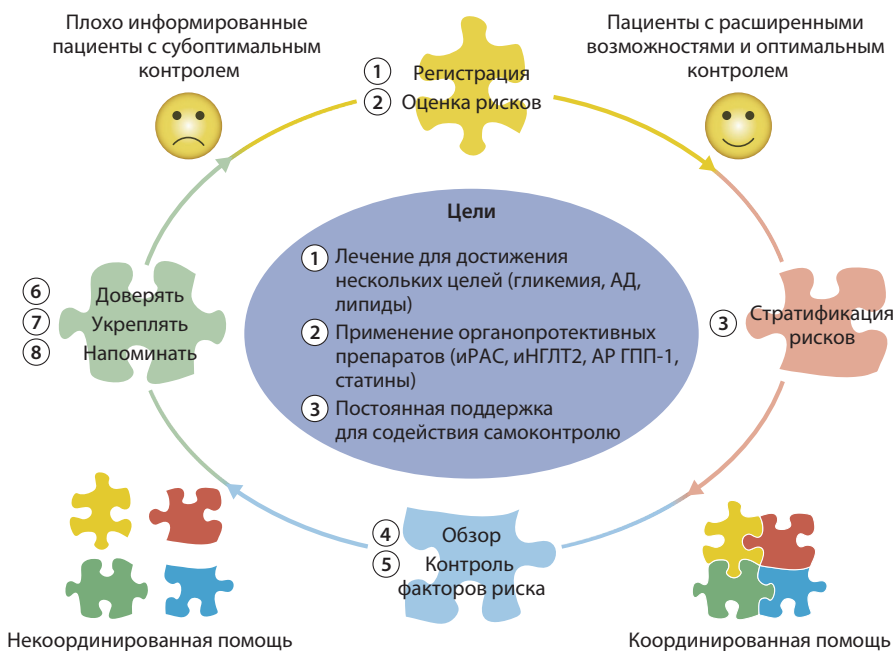 Плохо информированные
пациенты с субоптимальным
контролем
Пациенты с расширенными
возможностями и оптимальным
контролем
1 Регистрация
2 Оценка рисков
Цели
1 Лечение для достижения
нескольких целей (гликемия, АД,
липиды)
2 Применение органопротективных
препаратов (иРАС, иНГЛТ2, АР ГПП-1,
статины)
3 Постоянная поддержка
для содействия самоконтролю
3 Стратификация
рисков
4 Обзор
5 Контроль
факторов риска
6 Доверять
7 Укреплять
8 Напоминать
Некоординированная помощь
Координированная помощь